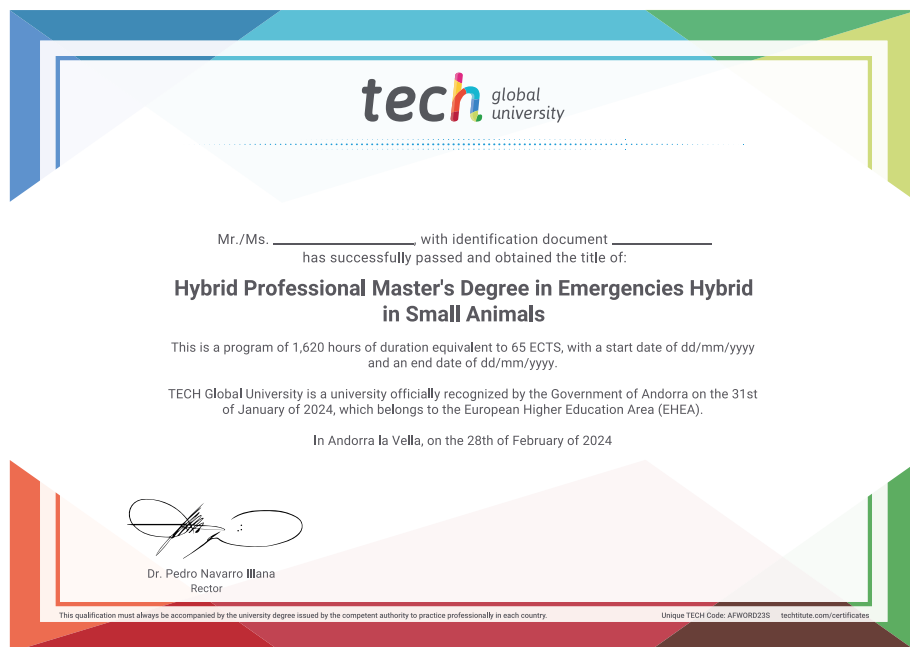 tech global university
Mr./Ms. ____________, with identification document ____________
has successfully passed and obtained the title of:
Hybrid Professional Master's Degree in Emergencies Hybrid
in Small Animals
This is a program of 1,620 hours of duration equivalent to 65 ECTS, with a start date of dd/mm/yyyy
and an end date of dd/mm/yyyy.
TECH Global University is a university officially recognized by the Government of Andorra on the 31st
of January of 2024, which belongs to the European Higher Education Area (EHEA).
In Andorra la Vella, on the 28th of February of 2024
Dr. Pedro Navarro Illana
Rector
This qualification must always be accompanied by the university degree issued by the competent authority to practice professionally in each country.
Unique TECH Code: AFWORD23S techtitute.com/certificates